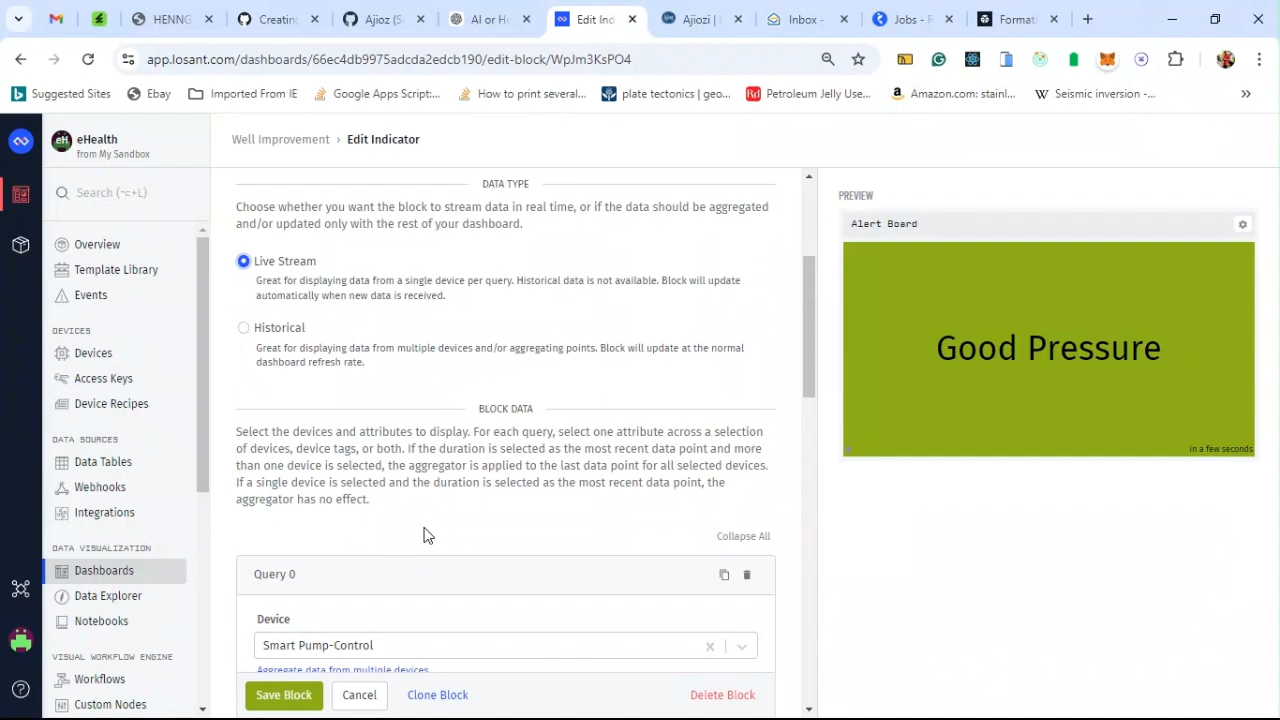 HENNG
Creating
Ajioz (S
AI or H
Edit Ind
Ajiozi |
Inbox -
Jobs - F
Format
app.losant.com/dashboards/66ec4db9975adcda2edcb190/edit-block/WpJm3KsPO4
Suggested Sites
Ebay
Imported From IE
Google Apps Script:...
How to print several...
plate tectonics | geo...
Petroleum Jelly Use...
Amazon.com: stainl...
Seismic inversion -...
eHealth
from My Sandbox
Search (⌥+L)
Overview
Template Library
Events
DEVICES
Devices
Access Keys
Device Recipes
DATA SOURCES
Data Tables
Webhooks
Integrations
DATA VISUALIZATION
Dashboards
Data Explorer
Notebooks
VISUAL WORKFLOW ENGINE
Workflows
Custom Nodes
Well Improvement › Edit Indicator
DATA TYPE
Choose whether you want the block to stream data in real time, or if the data should be aggregated
and/or updated only with the rest of your dashboard.
Live Stream
Great for displaying data from a single device per query. Historical data is not available. Block will update
automatically when new data is received.
Historical
Great for displaying data from multiple devices and/or aggregating points. Block will update at the normal
dashboard refresh rate.
BLOCK DATA
Select the devices and attributes to display. For each query, select one attribute across a selection
of devices, device tags, or both. If the duration is selected as the most recent data point and more
than one device is selected, the aggregator is applied to the last data point for all selected devices.
If a single device is selected and the duration is selected as the most recent data point, the
aggregator has no effect.
Collapse All
Query 0
Device
Smart Pump-Control
Aggregate data from multiple devices
Save Block
Cancel
Clone Block
Delete Block
PREVIEW
Alert Board
Good Pressure
in a few seconds